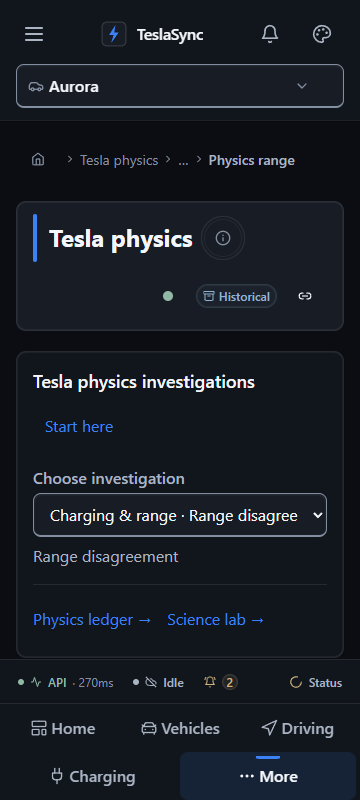 TeslaSync
Aurora
Tesla physics ... Physics range
Tesla physics
Historical
Tesla physics investigations
Start here
Choose investigation
Charging & range · Range disagree
Range disagreement
Physics ledger → Science lab →
API · 270ms Idle 2 Status
Home Vehicles Driving
Charging More